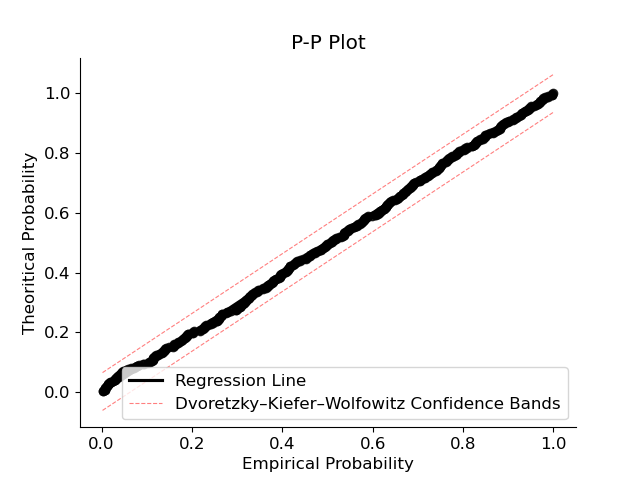 P-P Plot
Theoritical Probability
1.0
0.8
0.6
0.4
0.2
0.0
Regression Line
Dvoretzky–Kiefer–Wolfowitz Confidence Bands
0.0 0.2 0.4 0.6 0.8 1.0
Empirical Probability